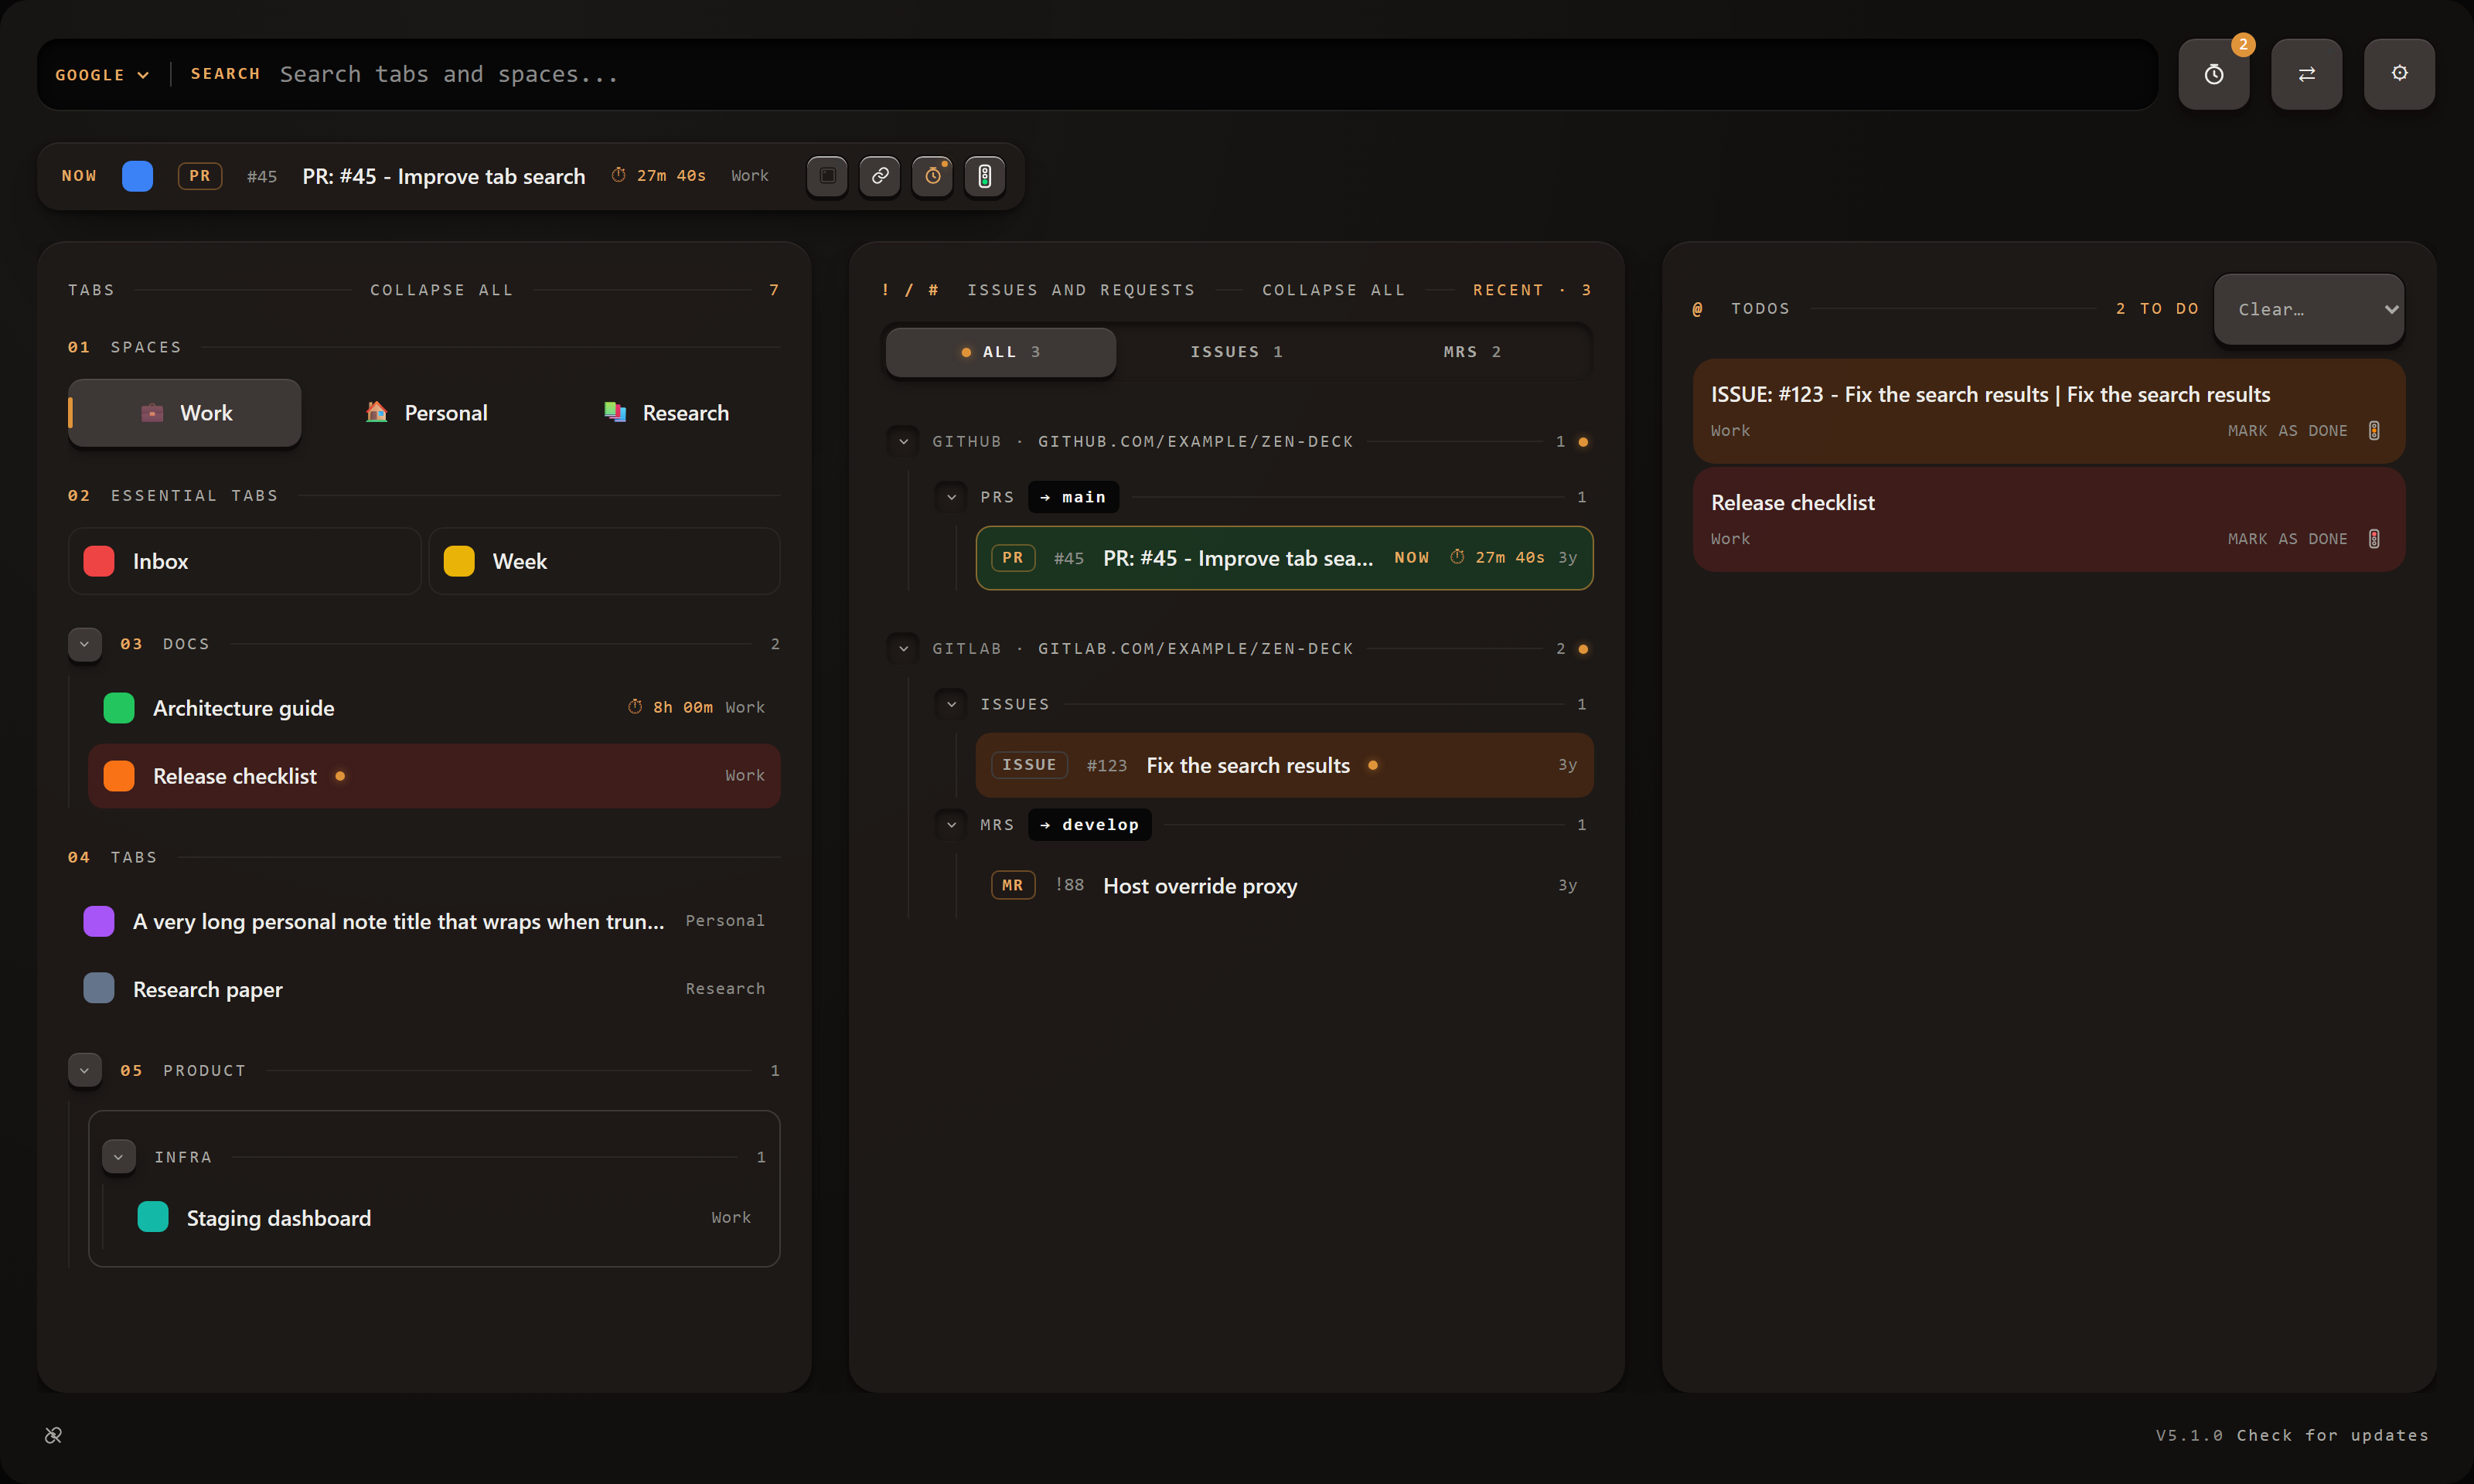 GOOGLE SEARCH Search tabs and spaces... 2
NOW PR #45 PR: #45 - Improve tab search ⏱ 27m 40s Work
TABS COLLAPSE ALL 7
01 SPACES
Work Personal Research
02 ESSENTIAL TABS
Inbox Week
03 DOCS 2
Architecture guide ⏱ 8h 00m Work
Release checklist Work
04 TABS
A very long personal note title that wraps when trun... Personal
Research paper Research
05 PRODUCT 1
INFRA 1
Staging dashboard Work
! / # ISSUES AND REQUESTS COLLAPSE ALL RECENT · 3
ALL 3 ISSUES 1 MRS 2
GITHUB · GITHUB.COM/EXAMPLE/ZEN-DECK 1
PRS → main 1
PR #45 PR: #45 - Improve tab sea... NOW ⏱ 27m 40s 3y
GITLAB · GITLAB.COM/EXAMPLE/ZEN-DECK 2
ISSUES 1
ISSUE #123 Fix the search results 3y
MRS → develop 1
MR !88 Host override proxy 3y
@ TODOS 2 TO DO Clear…
ISSUE: #123 - Fix the search results | Fix the search results
Work MARK AS DONE
Release checklist
Work MARK AS DONE
V5.1.0 Check for updates